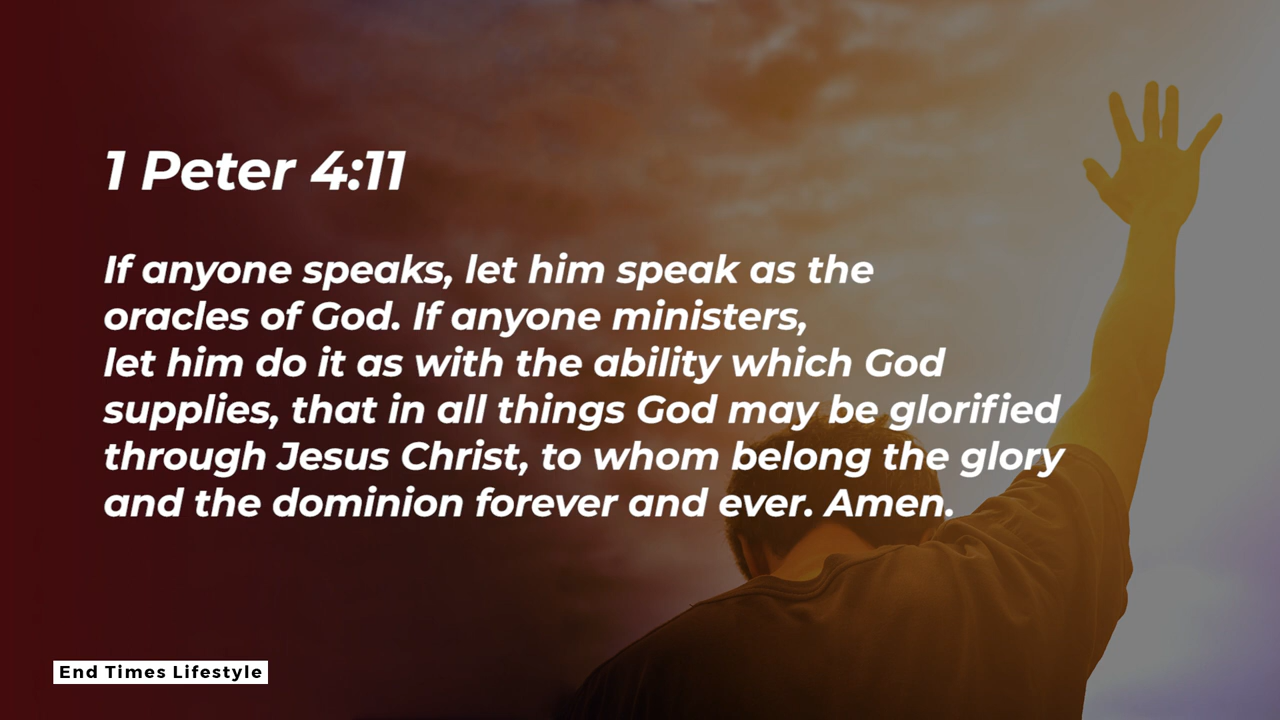 1 Peter 4:11
If anyone speaks, let him speak as the
oracles of God. If anyone ministers,
let him do it as with the ability which God
supplies, that in all things God may be glorified
through Jesus Christ, to whom belong the glory
and the dominion forever and ever. Amen.
End Times Lifestyle